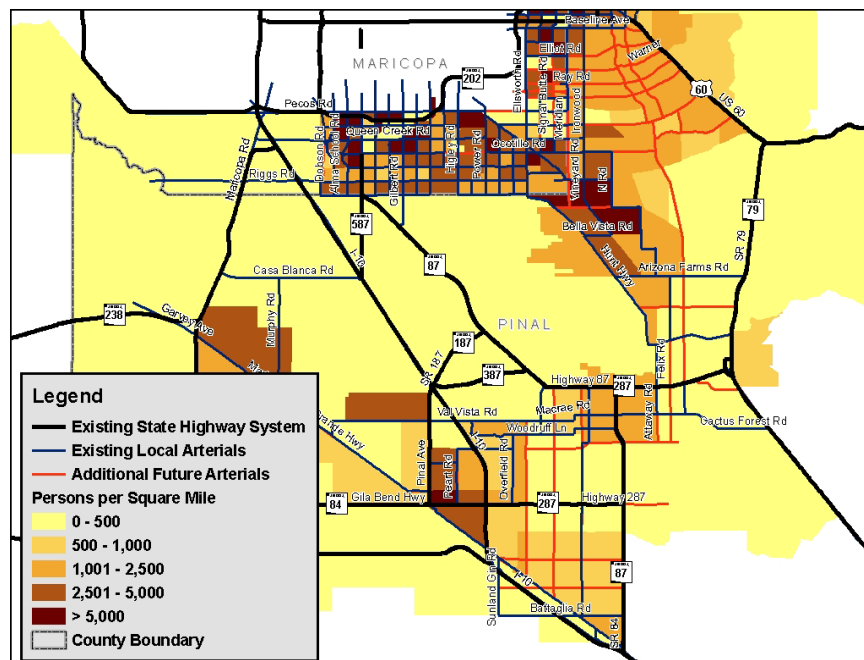 Baseline Ave
Elliot Rd
Warner
MARICOPA
Ellsworth Rd
202
Ray Rd
Signal Butte Rd
Meridian
Ironwood
60
US 60
Pecos Rd
Queen Creek Rd
Ocotillo Rd
Dobson Rd
Alma School Rd
Gilbert Rd
Higley Rd
Power Rd
Vineyard Rd
N Rd
Maricopa Rd
Riggs Rd
79
SR 79
587
Bella Vista Rd
I-10
87
Hunt Hwy
Casa Blanca Rd
Arizona Farms Rd
Murphy Rd
238
Garvey Ave
PINAL
187
SR 187
387
Felix Rd
Highway 87
287
Macrae Rd
Attaway Rd
Val Vista Rd
Woodruff Ln
Cactus Forest Rd
I-10
Grande Hwy
Pinal Ave
Peart Rd
Overfield Rd
84
Gila Bend Hwy
287
Highway 287
87
Sunland Gin Rd
I-10
Battaglia Rd
SR 84
Legend
Existing State Highway System
Existing Local Arterials
Additional Future Arterials
Persons per Square Mile
0 - 500
500 - 1,000
1,001 - 2,500
2,501 - 5,000
> 5,000
County Boundary